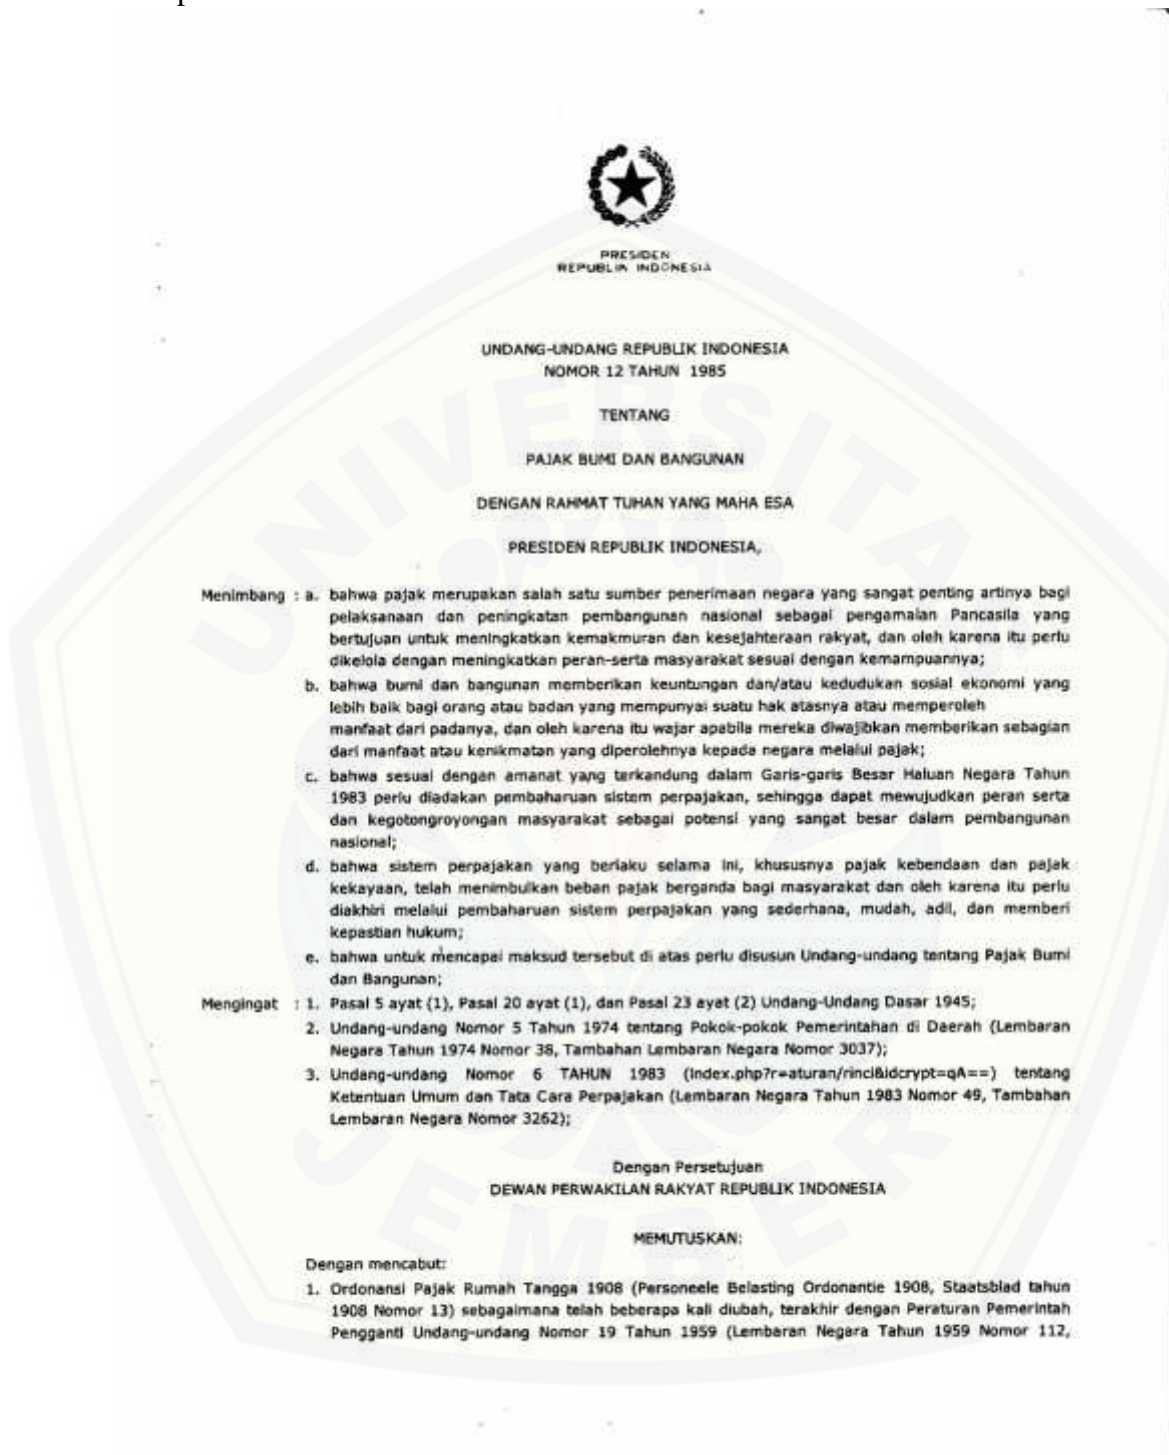 PRESIDEN
REPUBLIK INDONESIA
UNDANG-UNDANG REPUBLIK INDONESIA
NOMOR 12 TAHUN 1985
TENTANG
PAJAK BUMI DAN BANGUNAN
DENGAN RAHMAT TUHAN YANG MAHA ESA
PRESIDEN REPUBLIK INDONESIA,
Menimbang : a. bahwa pajak merupakan salah satu sumber penerimaan negara yang sangat penting artinya bagi
pelaksanaan dan peningkatan pembangunan nasional sebagai pengamalan Pancasila yang
bertujuan untuk meningkatkan kemakmuran dan kesejahteraan rakyat, dan oleh karena itu perlu
dikelola dengan meningkatkan peran-serta masyarakat sesuai dengan kemampuannya;
b. bahwa bumi dan bangunan memberikan keuntungan dan/atau kedudukan sosial ekonomi yang
lebih baik bagi orang atau badan yang mempunyai suatu hak atasnya atau memperoleh
manfaat dari padanya, dan oleh karena itu wajar apabila mereka diwajibkan memberikan sebagian
dari manfaat atau kenikmatan yang diperolehnya kepada negara melalui pajak;
c. bahwa sesuai dengan amanat yang terkandung dalam Garis-garis Besar Haluan Negara Tahun
1983 perlu diadakan pembaharuan sistem perpajakan, sehingga dapat mewujudkan peran serta
dan kegotongroyongan masyarakat sebagai potensi yang sangat besar dalam pembangunan
nasional;
d. bahwa sistem perpajakan yang berlaku selama ini, khususnya pajak kebendaan dan pajak
kekayaan, telah menimbulkan beban pajak berganda bagi masyarakat dan oleh karena itu perlu
diakhiri melalui pembaharuan sistem perpajakan yang sederhana, mudah, adil, dan memberi
kepastian hukum;
e. bahwa untuk mencapai maksud tersebut di atas perlu disusun Undang-undang tentang Pajak Bumi
dan Bangunan;
Mengingat : 1. Pasal 5 ayat (1), Pasal 20 ayat (1), dan Pasal 23 ayat (2) Undang-Undang Dasar 1945;
2. Undang-undang Nomor 5 Tahun 1974 tentang Pokok-pokok Pemerintahan di Daerah (Lembaran
Negara Tahun 1974 Nomor 38, Tambahan Lembaran Negara Nomor 3037);
3. Undang-undang Nomor 6 TAHUN 1983 (index.php?r=aturan/rinci&idcrypt=qA==) tentang
Ketentuan Umum dan Tata Cara Perpajakan (Lembaran Negara Tahun 1983 Nomor 49, Tambahan
Lembaran Negara Nomor 3262);
Dengan Persetujuan
DEWAN PERWAKILAN RAKYAT REPUBLIK INDONESIA
MEMUTUSKAN:
Dengan mencabut:
1. Ordonansi Pajak Rumah Tangga 1908 (Personeele Belasting Ordonantie 1908, Staatsblad tahun
1908 Nomor 13) sebagaimana telah beberapa kali diubah, terakhir dengan Peraturan Pemerintah
Pengganti Undang-undang Nomor 19 Tahun 1959 (Lembaran Negara Tahun 1959 Nomor 112,
UNIVERSITAS
JEMBER